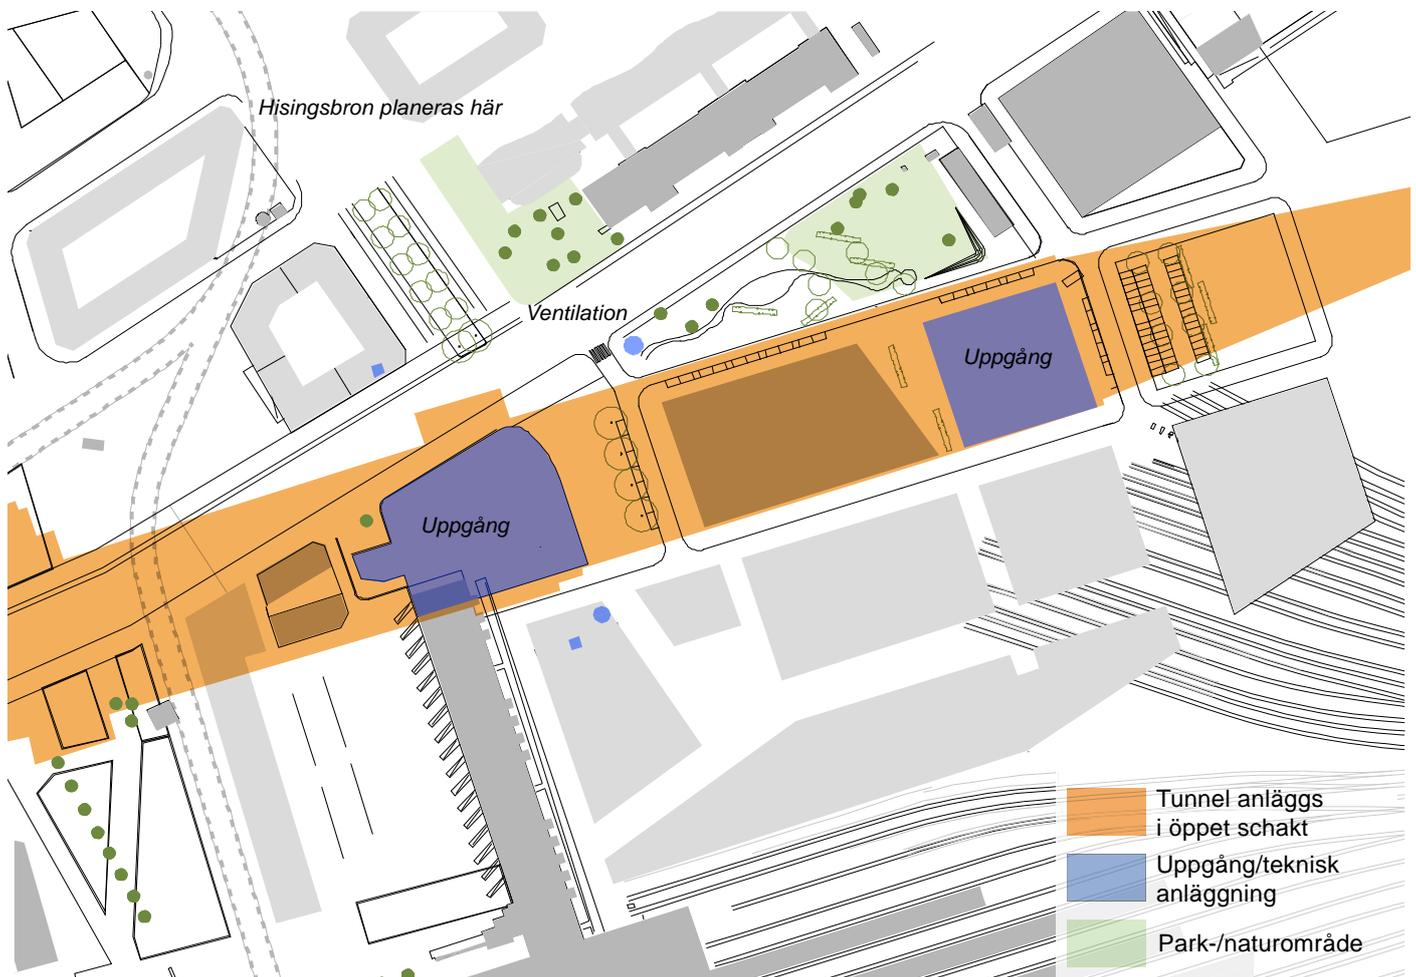 Hisingsbron planeras här
Ventilation
Uppgång
Uppgång
Tunnel anläggs
i öppet schakt
Uppgång/teknisk
anläggning
Park-/naturområde